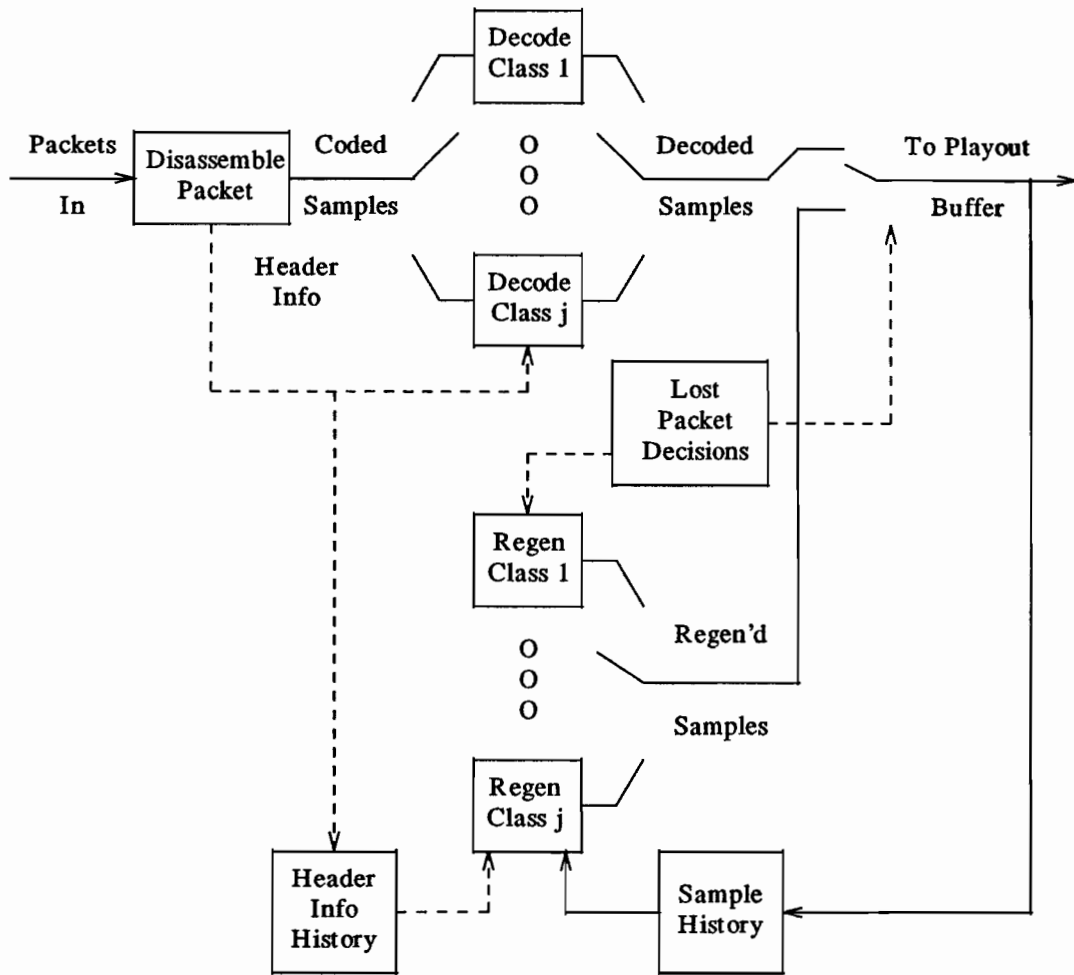 Decode
Class 1
Packets
In
Disassemble
Packet
Coded
Samples
O
O
O
Decoded
Samples
To Playout
Buffer
Header
Info
Decode
Class j
Lost
Packet
Decisions
Regen
Class 1
Regen'd
Samples
O
O
O
Regen
Class j
Header
Info
History
Sample
History